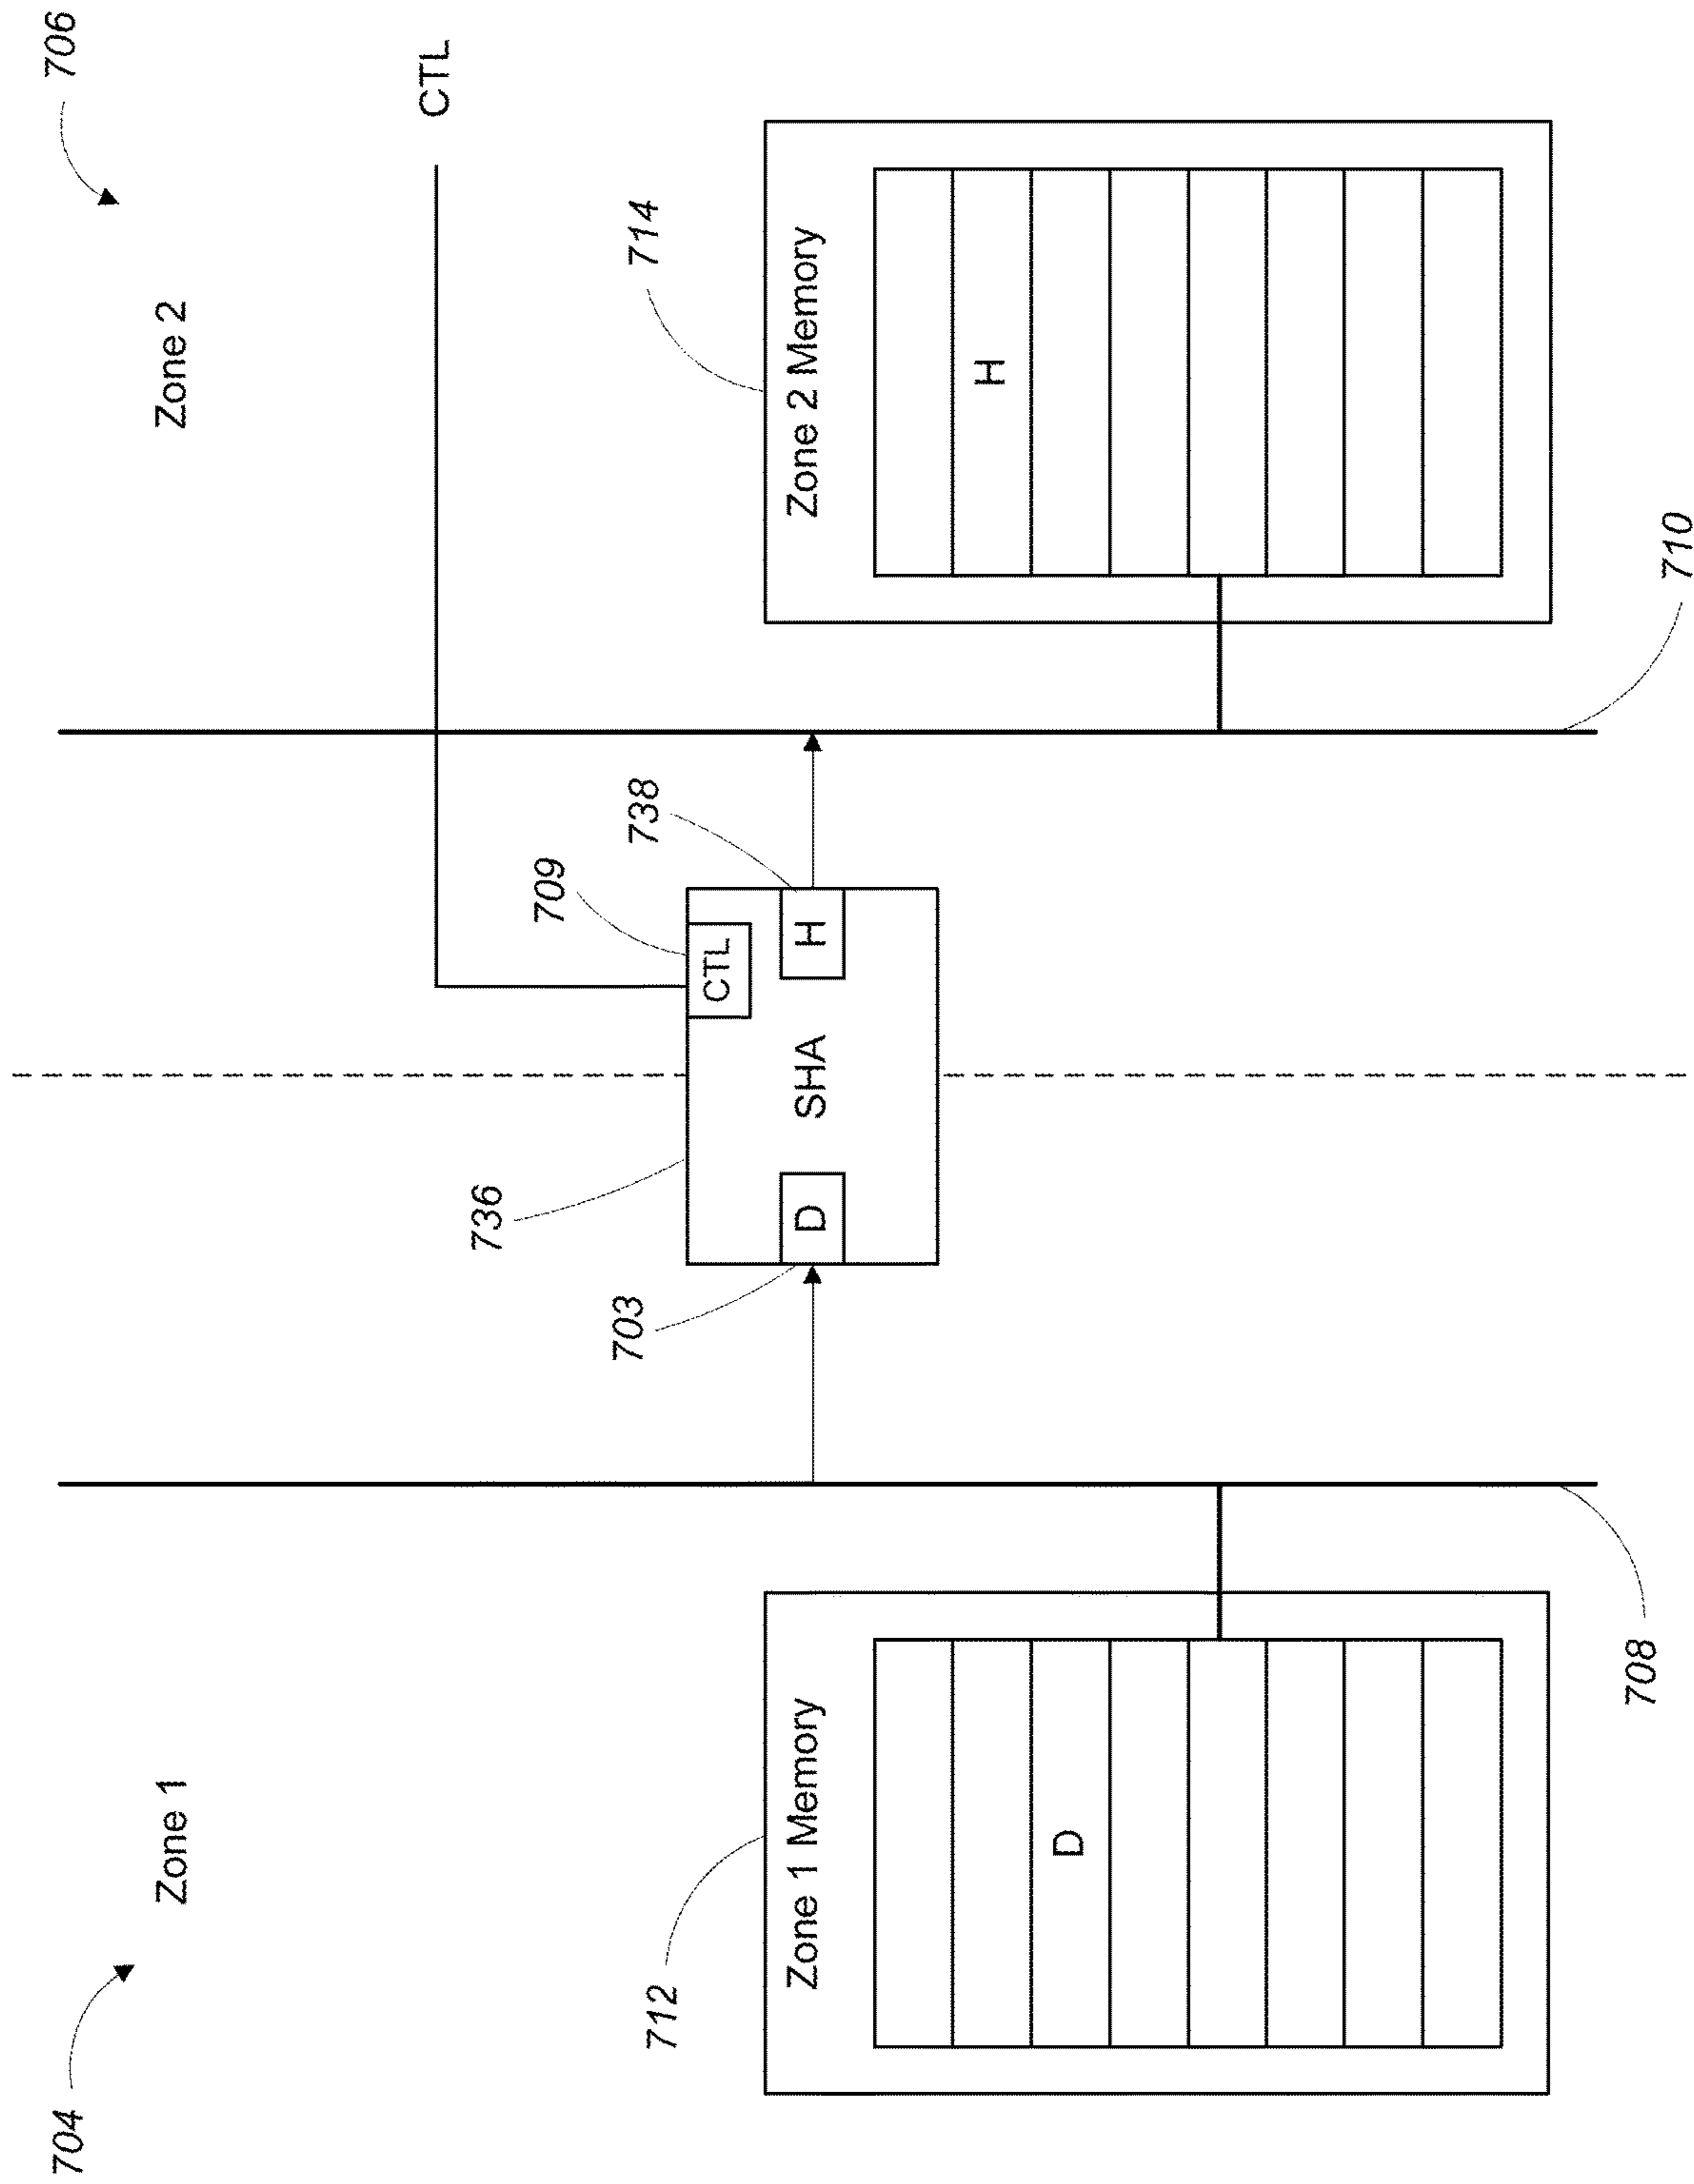 704
Zone 1
Zone 2
706
CTL
736
709
738
703
D
SHA
CTL
H
712
Zone 1 Memory
D
714
Zone 2 Memory
H
708
710